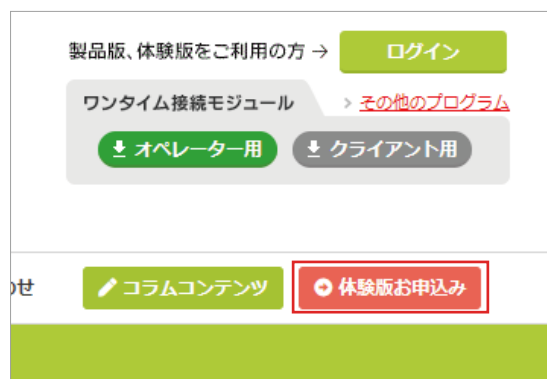 製品版、体験版をご利用の方 → ログイン
ワンタイム接続モジュール > その他のプログラム
オペレーター用 クライアント用
わせ コラムコンテンツ 体験版お申込み